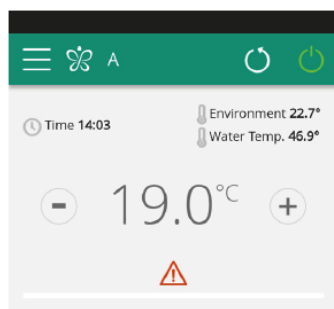 A
Time 14:03
Environment 22.7°
Water Temp. 46.9°
- 19.0°C +